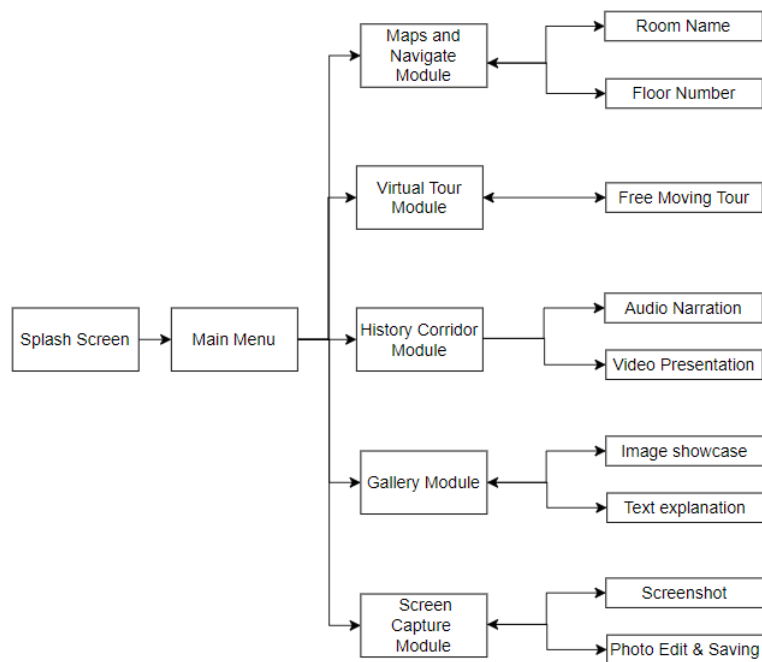 Maps and
Navigate
Module
Room Name
Floor Number
Virtual Tour
Module
Free Moving Tour
Splash Screen
Main Menu
History Corridor
Module
Audio Narration
Video Presentation
Gallery Module
Image showcase
Text explanation
Screen
Capture
Module
Screenshot
Photo Edit & Saving